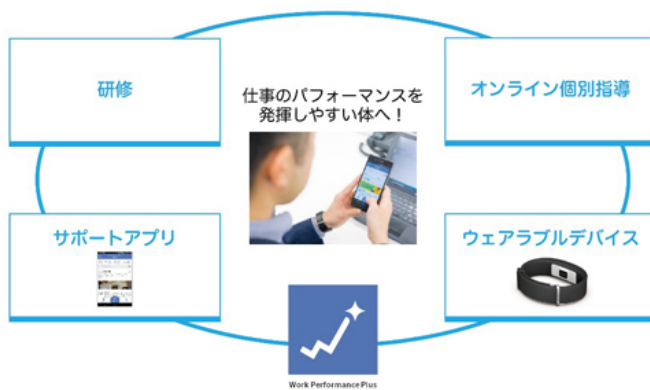 研修
仕事のパフォーマンスを
発揮しやすい体へ！
オンライン個別指導
サポートアプリ
ウェアラブルデバイス
Work Performance Plus